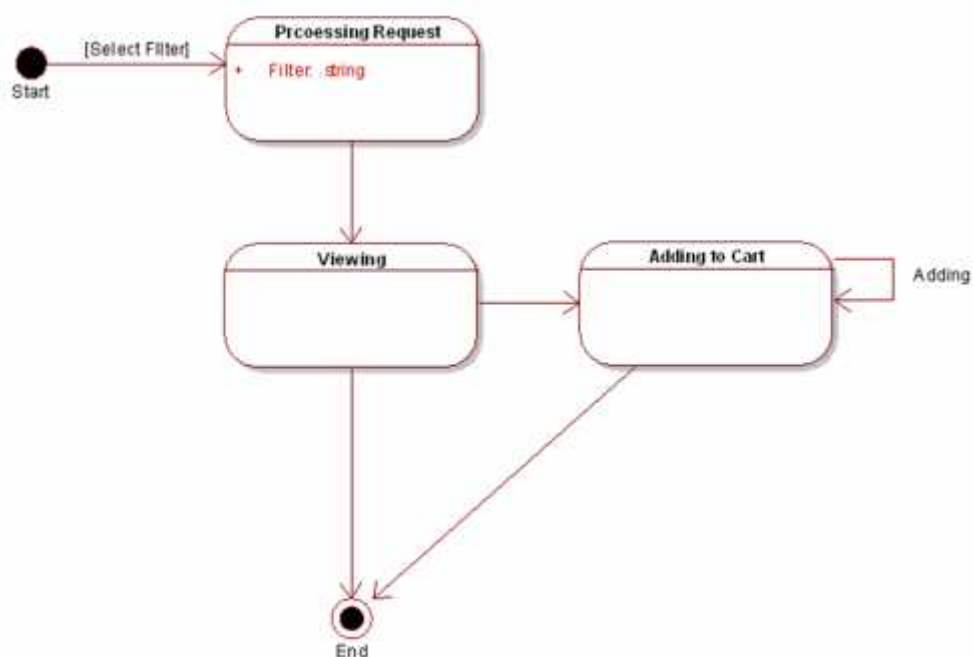 Prcoessing Request
[Select Filter]
+ Filter: string
Start
Viewing
Adding to Cart
Adding
End